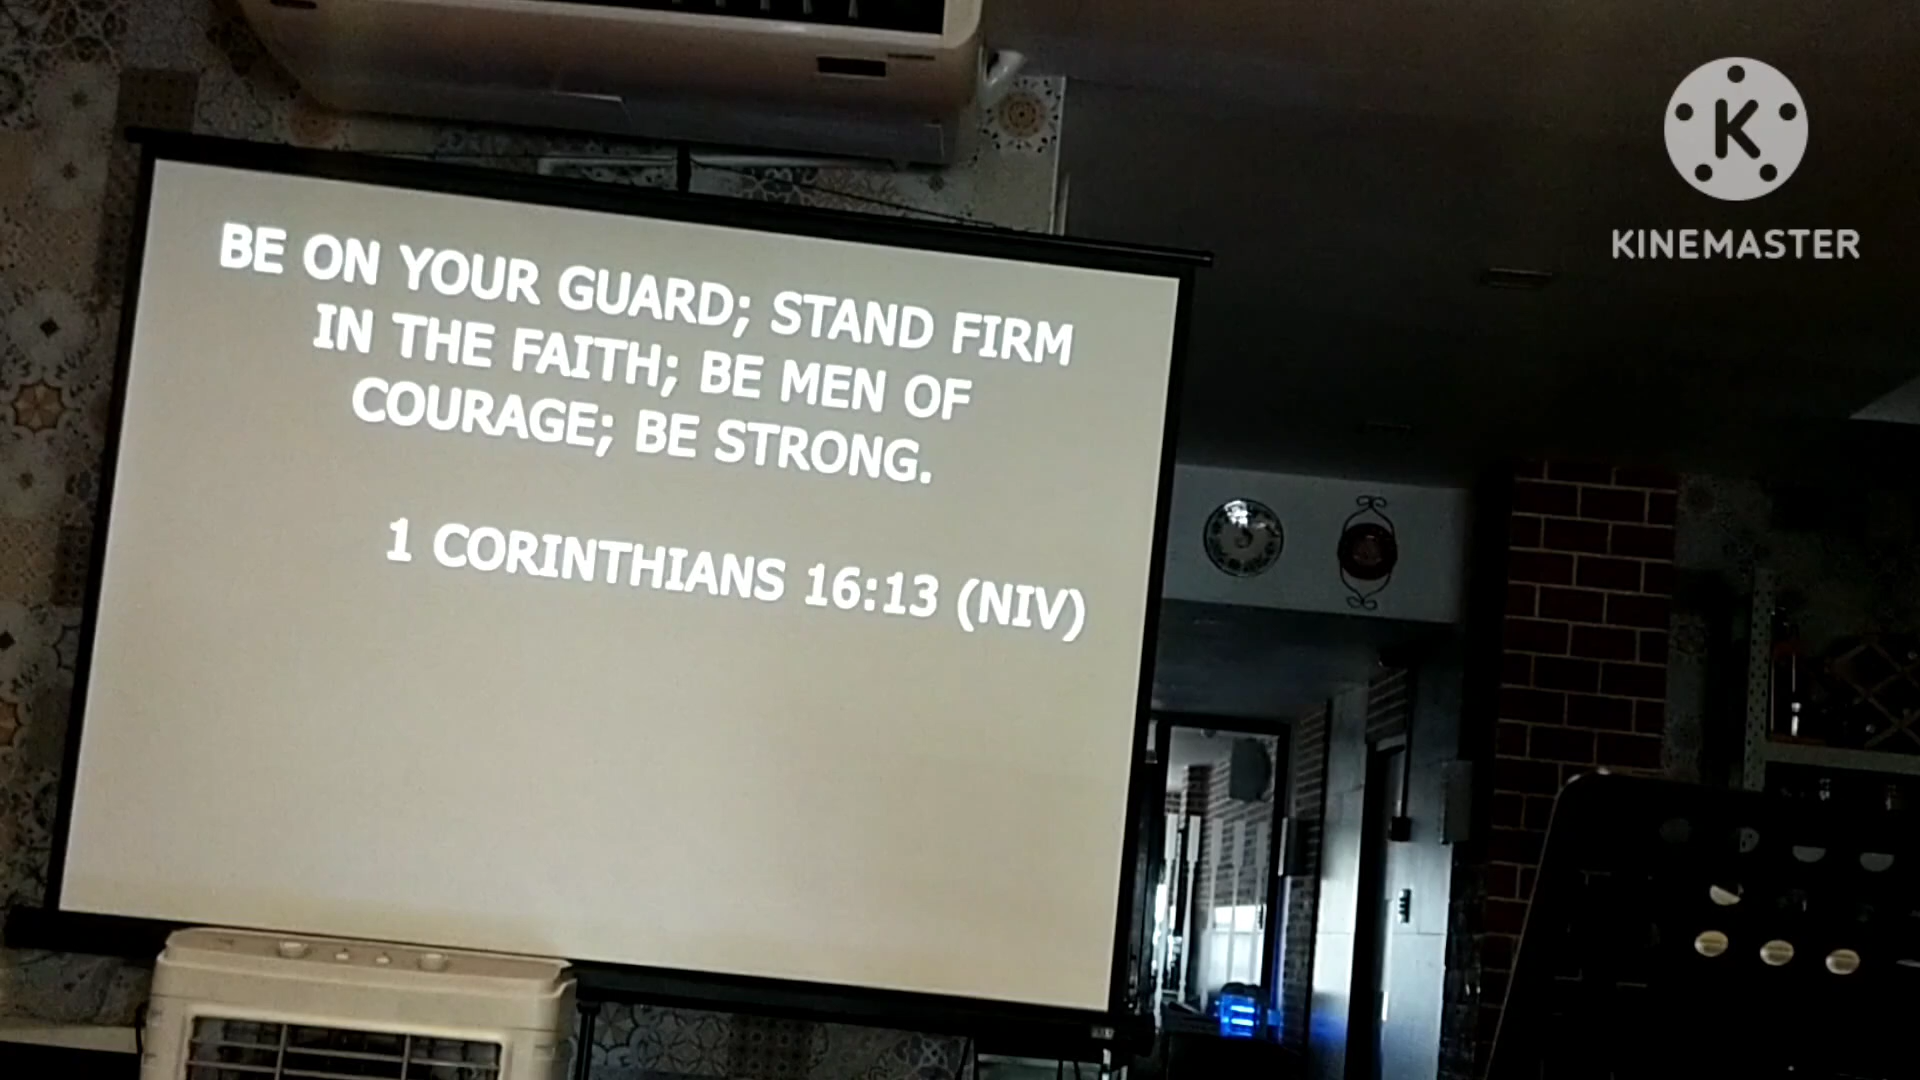 BE ON YOUR GUARD; STAND FIRM
IN THE FAITH; BE MEN OF
COURAGE; BE STRONG.
1 CORINTHIANS 16:13 (NIV)
K
KINEMASTER